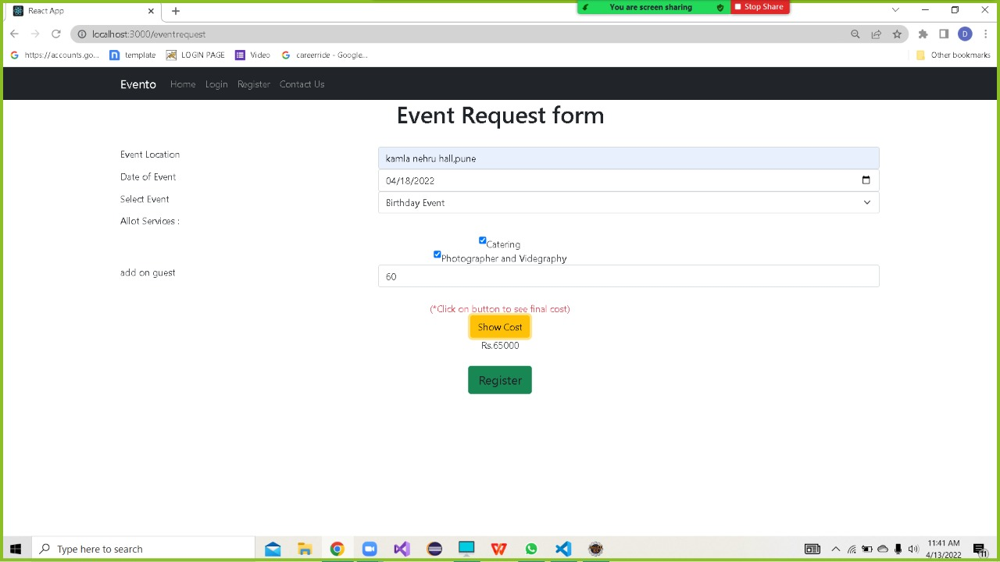 React App
You are screen sharing
Stop Share
localhost:3000/eventrequest
D
https://accounts.go...
template
LOGIN PAGE
Video
careerride - Google...
Other bookmarks
Evento Home Login Register Contact Us
Event Request form
Event Location
kamla nehru hall,pune
Date of Event
04/18/2022
Select Event
Birthday Event
Allot Services :
Catering
Photographer and Videgraphy
add on guest
60
(*Click on button to see final cost)
Show Cost
Rs.65000
Register
Type here to search
11:41 AM
4/13/2022
11